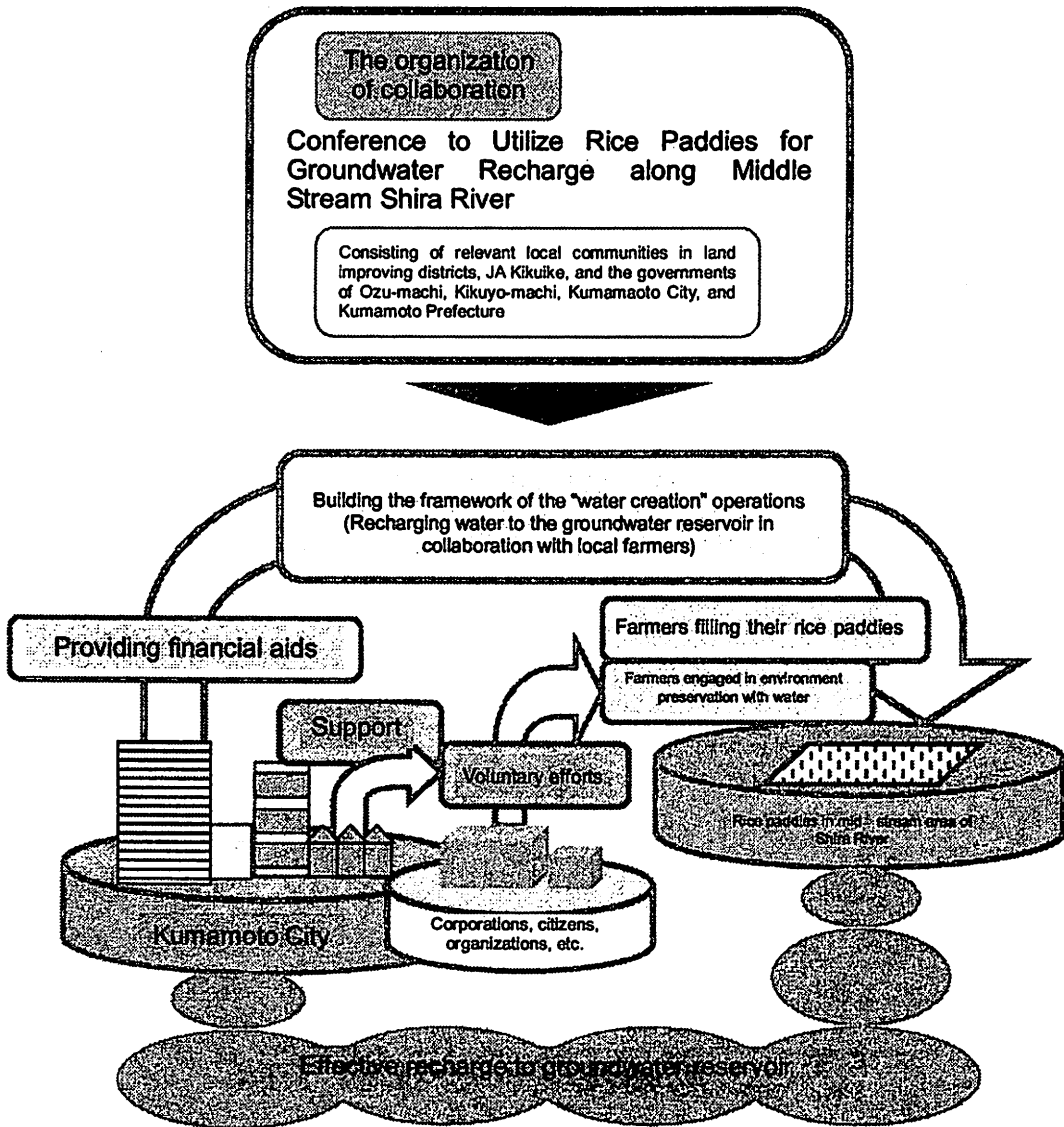 The organization
of collaboration
Conference to Utilize Rice Paddies for
Groundwater Recharge along Middle
Stream Shira River
Consisting of relevant local communities in land
improving districts, JA Kikuike, and the governments
of Ozu-machi, Kikuyo-machi, Kumamaoto City, and
Kumamoto Prefecture
Building the framework of the "water creation" operations
(Recharging water to the groundwater reservoir in
collaboration with local farmers)
Providing financial aids
Farmers filling their rice paddies
Farmers engaged in environment
preservation with water
Support
Voluntary efforts
Rice paddies in mid-stream area of
Shira River
Kumamoto City
Corporations, citizens,
organizations, etc.
Effective recharge to groundwater reservoir